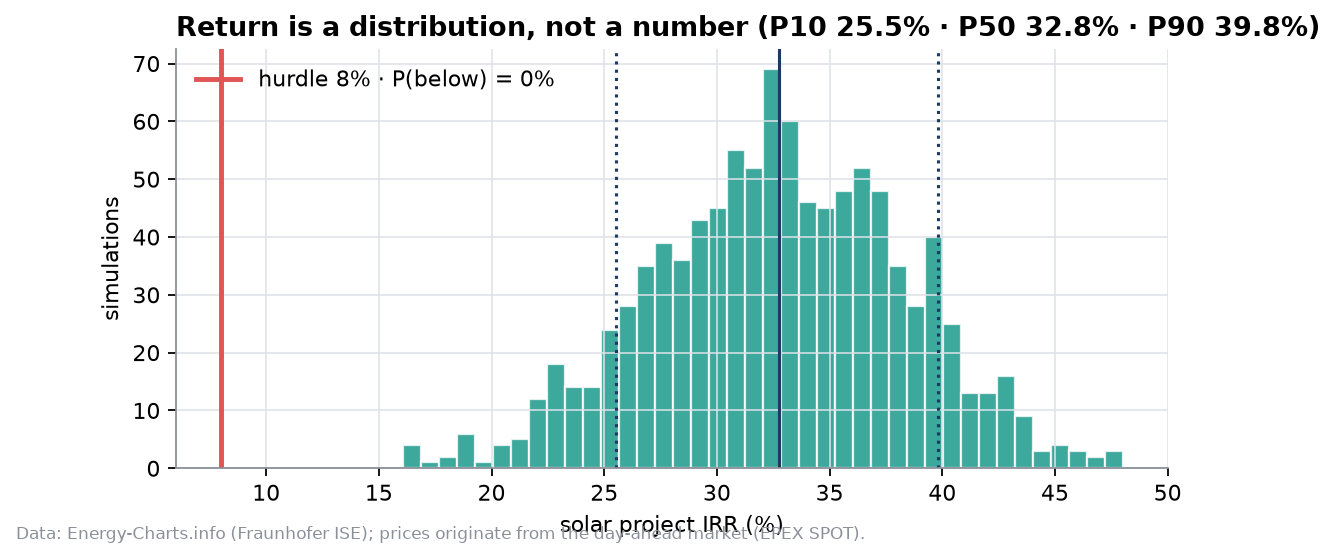 Return is a distribution, not a number (P10 25.5% · P50 32.8% · P90 39.8%)
hurdle 8% · P(below) = 0%
70
60
50
40
30
20
10
0
simulations
10 15 20 25 30 35 40 45 50
solar project IRR (%)
Data: Energy-Charts.info (Fraunhofer ISE); prices originate from the day-ahead market (EPEX SPOT).